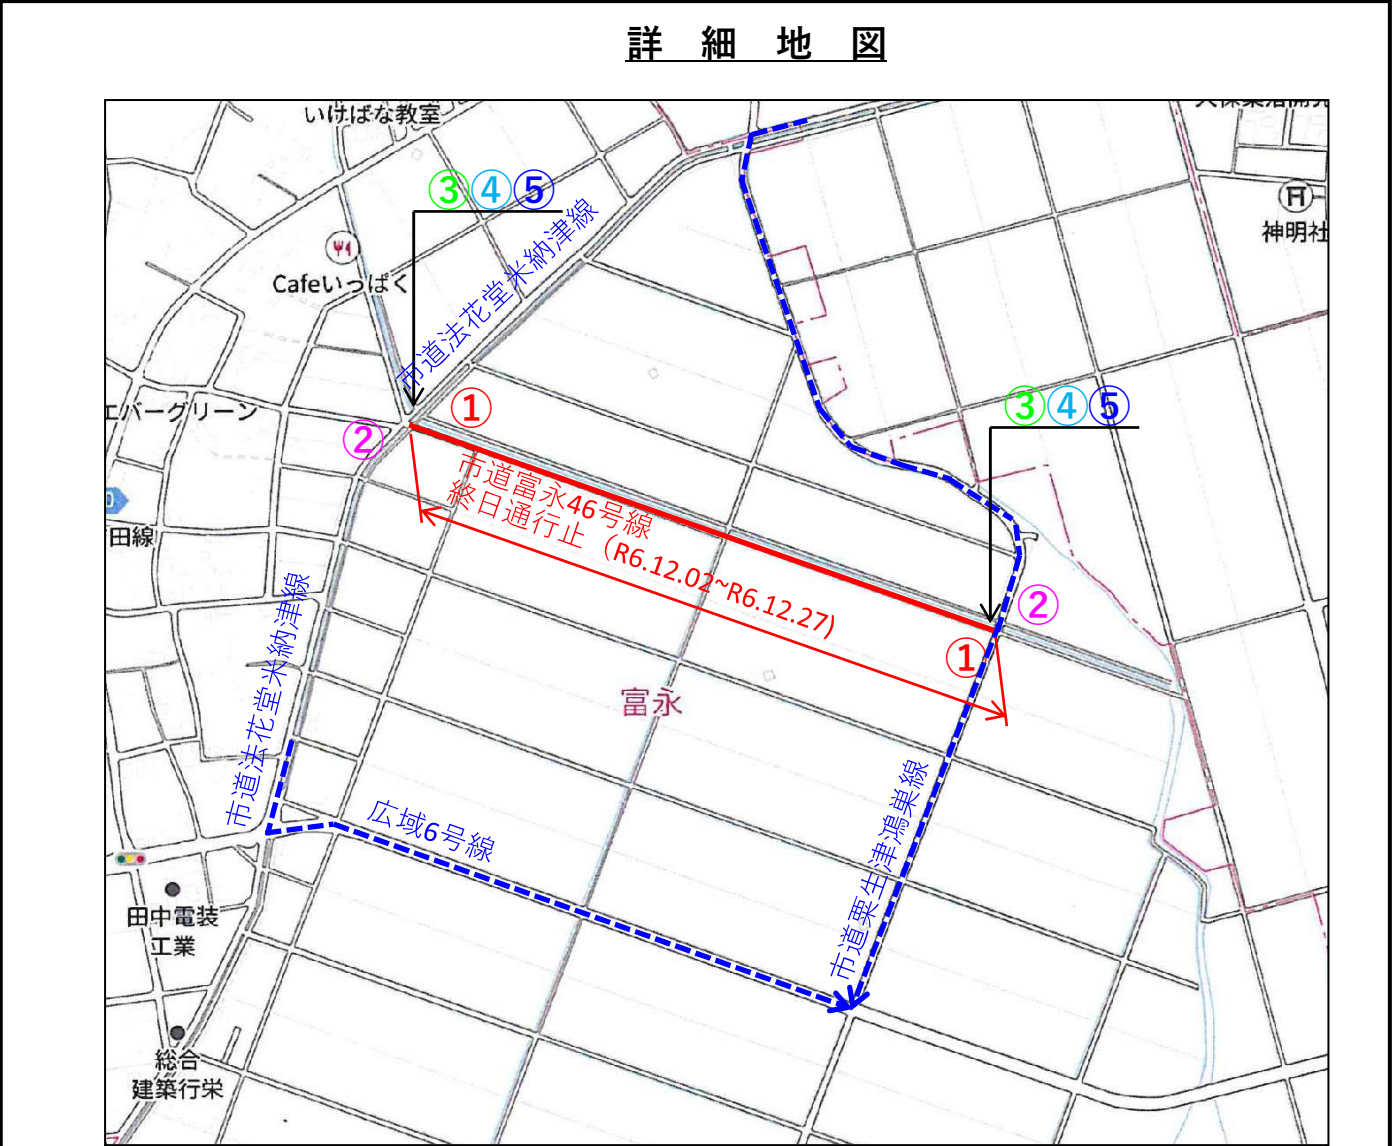 詳　細　地　図
いけばな教室
③④⑤
市道法花堂米納津線
Cafeいっぱく
神明社
エバーグリーン
①
②
③④⑤
市道富永46号線
終日通行止（R6.12.02~R6.12.27)
田線
②
①
富永
市道法花堂米納津線
広域6号線
市道粟生津鴻巣線
田中電装
工業
総合
建築行栄